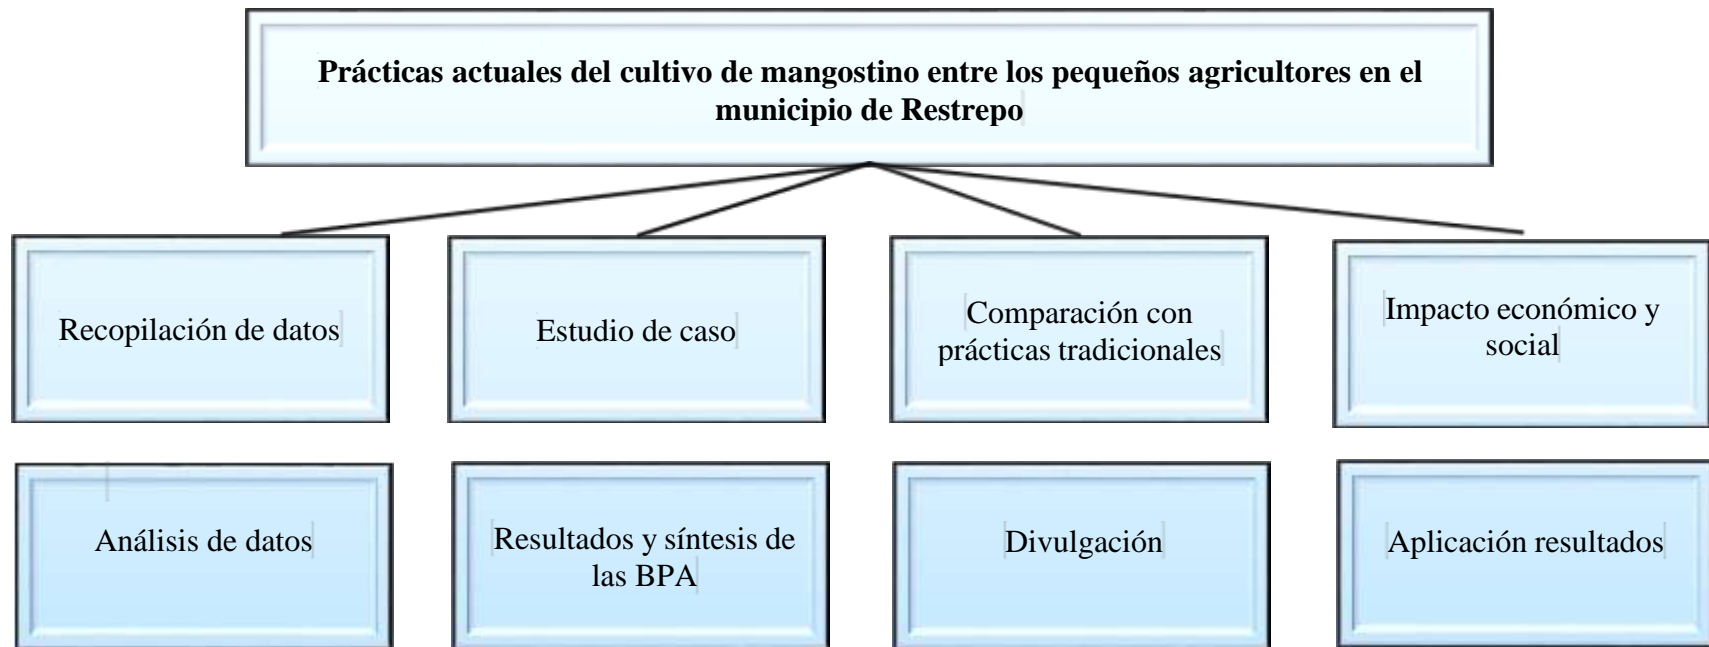 Prácticas actuales del cultivo de mangostino entre los pequeños agricultores en el
municipio de Restrepo
Recopilación de datos
Estudio de caso
Comparación con
prácticas tradicionales
Impacto económico y
social
Análisis de datos
Resultados y síntesis de
las BPA
Divulgación
Aplicación resultados